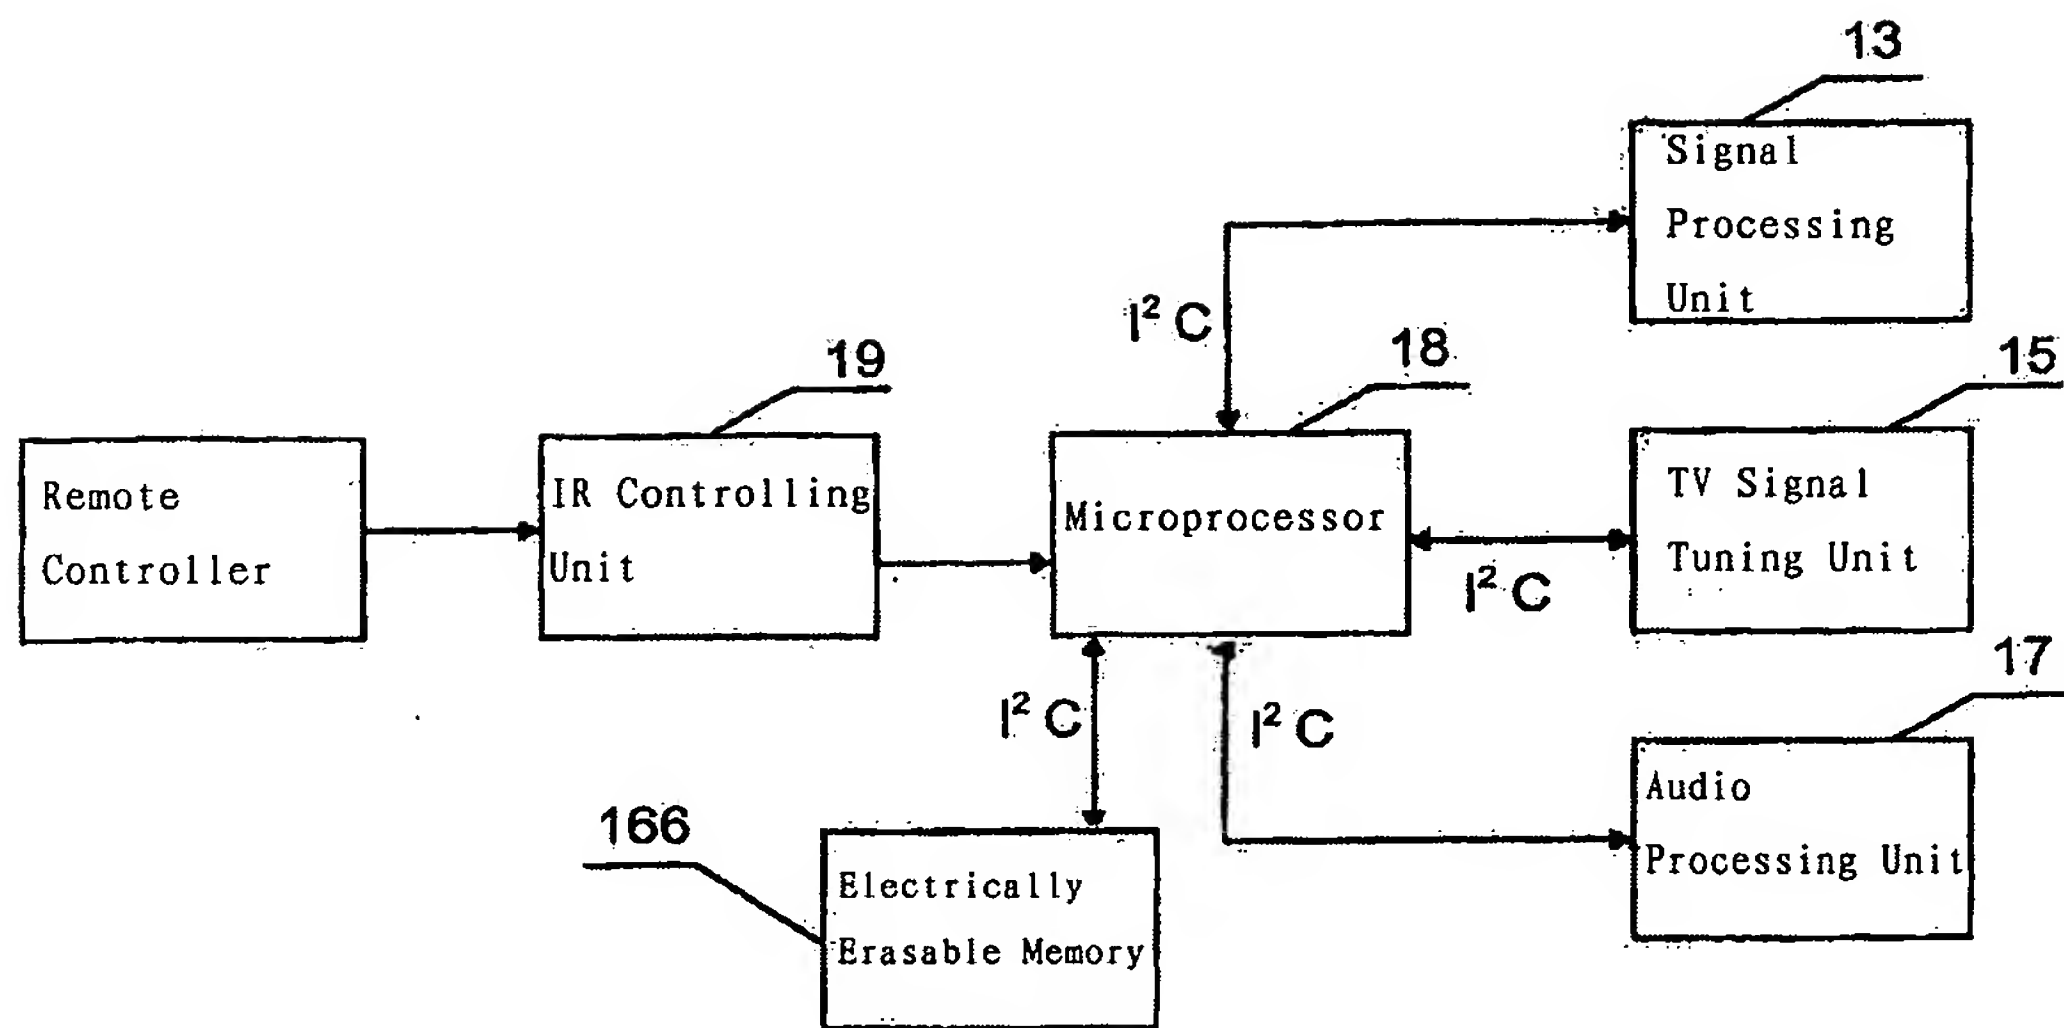 13
Signal
Processing
Unit
I² C
19
18
15
Remote
Controller
IR Controlling
Unit
Microprocessor
TV Signal
Tuning Unit
I² C
17
I² C
I² C
Audio
Processing Unit
166
Electrically
Erasable Memory